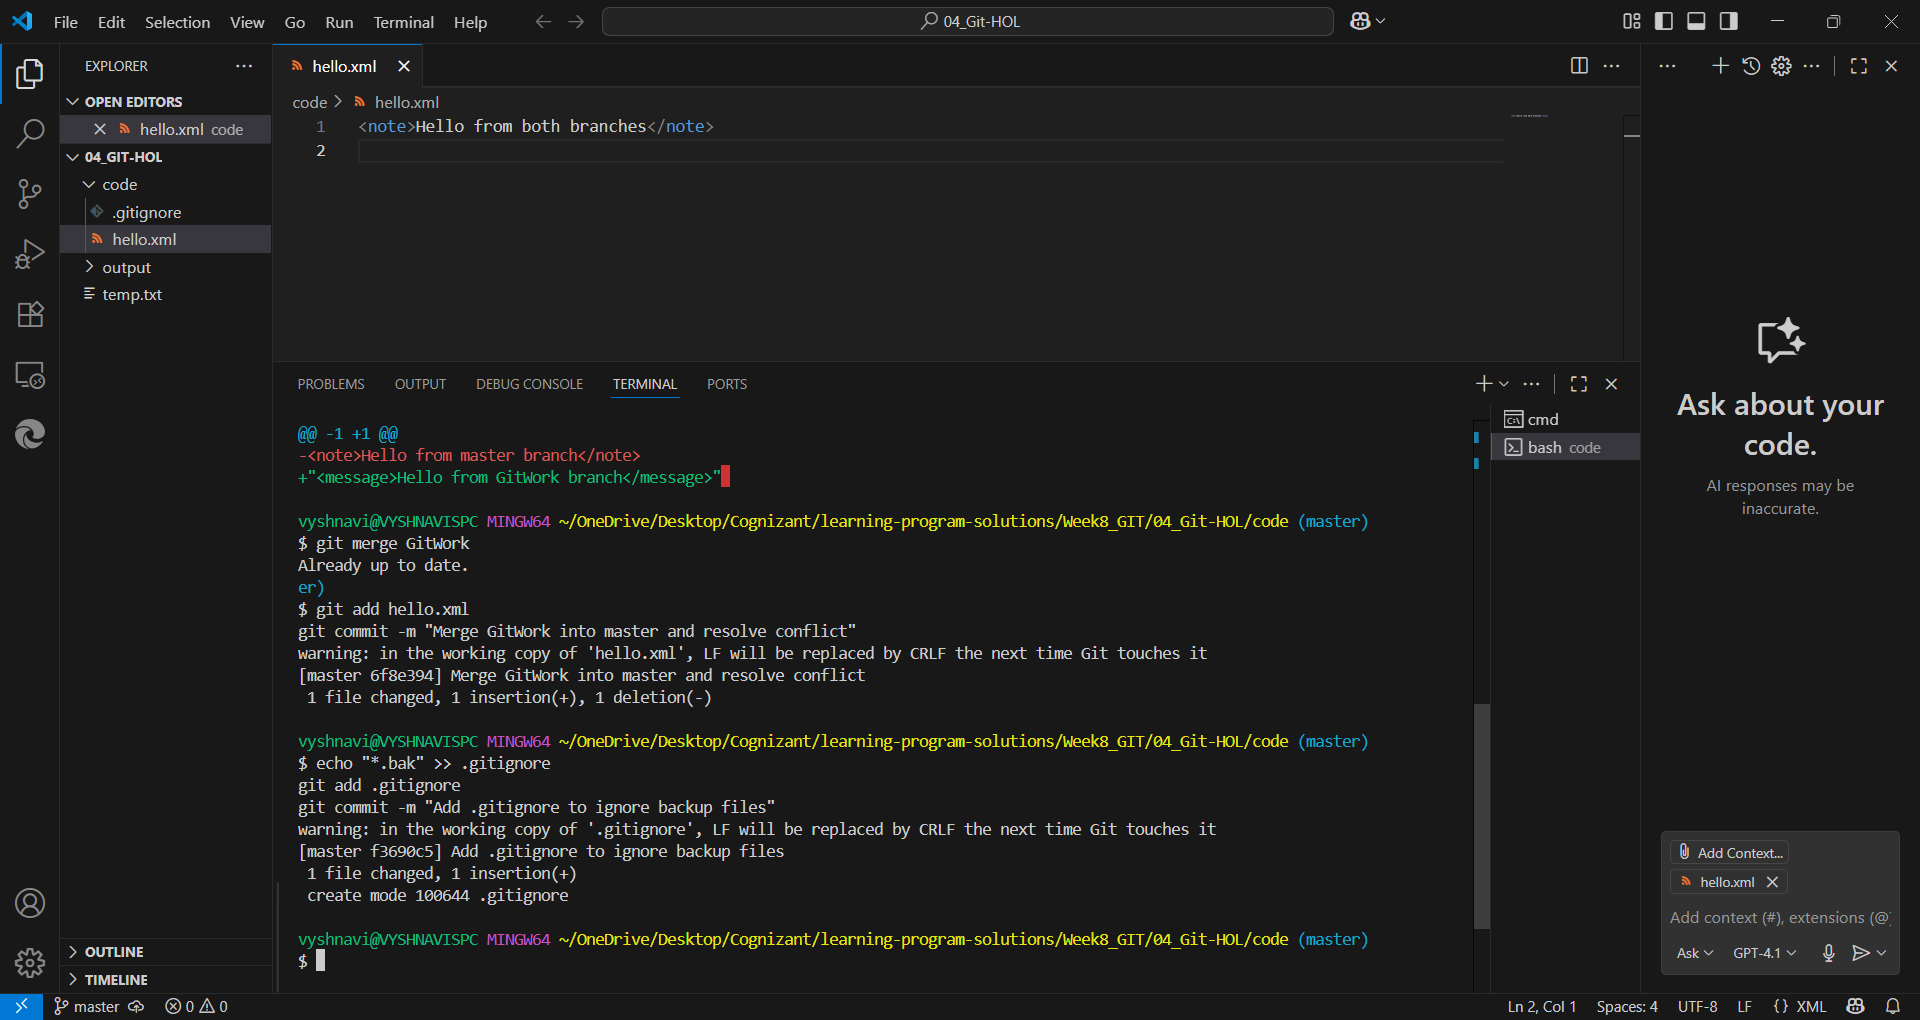 File Edit Selection View Go Run Terminal Help
04_Git-HOL
EXPLORER
OPEN EDITORS
hello.xml code
04_GIT-HOL
code
.gitignore
hello.xml
output
temp.txt
OUTLINE
TIMELINE
hello.xml
code > hello.xml
1 <note>Hello from both branches</note>
2
PROBLEMS OUTPUT DEBUG CONSOLE TERMINAL PORTS
@@ -1 +1 @@
-<note>Hello from master branch</note>
+"<message>Hello from GitWork branch</message>"
vyshnavi@VYSHNAVISPC MINGW64 ~/OneDrive/Desktop/Cognizant/learning-program-solutions/Week8_GIT/04_Git-HOL/code (master)
$ git merge GitWork
Already up to date.
er)
$ git add hello.xml
git commit -m "Merge GitWork into master and resolve conflict"
warning: in the working copy of 'hello.xml', LF will be replaced by CRLF the next time Git touches it
[master 6f8e394] Merge GitWork into master and resolve conflict
1 file changed, 1 insertion(+), 1 deletion(-)
vyshnavi@VYSHNAVISPC MINGW64 ~/OneDrive/Desktop/Cognizant/learning-program-solutions/Week8_GIT/04_Git-HOL/code (master)
$ echo "*.bak" >> .gitignore
git add .gitignore
git commit -m "Add .gitignore to ignore backup files"
warning: in the working copy of '.gitignore', LF will be replaced by CRLF the next time Git touches it
[master f3690c5] Add .gitignore to ignore backup files
1 file changed, 1 insertion(+)
create mode 100644 .gitignore
vyshnavi@VYSHNAVISPC MINGW64 ~/OneDrive/Desktop/Cognizant/learning-program-solutions/Week8_GIT/04_Git-HOL/code (master)
$
cmd
bash code
Ask about your
code.
AI responses may be
inaccurate.
Add Context...
hello.xml
Add context (#), extensions (@
Ask GPT-4.1
master 0 0
Ln 2, Col 1 Spaces: 4 UTF-8 LF {} XML